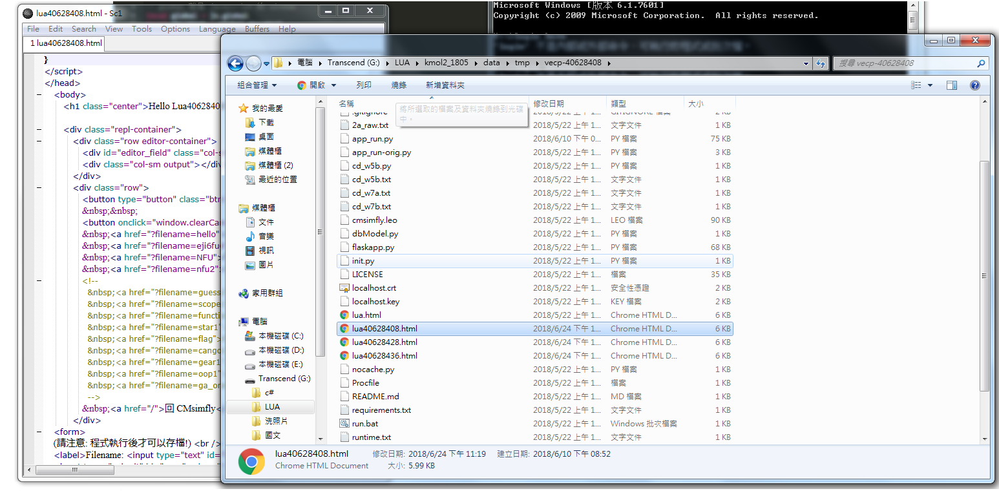 lua40628408.html - Sc1
File Edit Search View Tools Options Language Buffers Help
1 lua40628408.html
}
</script>
</head>
<body>
<h1 class="center">Hello Lua4062840
<div class="repl-container">
<div class="row editor-container">
<div id="editor_field" class="col-s
<div class="col-sm output"></div
</div>
<div class="row">
<button type="button" class="btn
&nbsp;&nbsp;
<button onclick="window.clearCa
&nbsp;<a href="?filename=hello"
&nbsp;<a href="?filename=eji6fu
&nbsp;<a href="?filename=NFU">
&nbsp;<a href="?filename=nfu2"
<!--
&nbsp;<a href="?filename=guess
&nbsp;<a href="?filename=scope
&nbsp;<a href="?filename=functi
&nbsp;<a href="?filename=star1"
&nbsp;<a href="?filename=flag">
&nbsp;<a href="?filename=cango
&nbsp;<a href="?filename=gear1
&nbsp;<a href="?filename=oop1"
&nbsp;<a href="?filename=ga_on
-->
&nbsp;<a href="/">回 CMsimfly<
</div>
<form>
(請注意: 程式執行後才可以存檔!) <br />
<label>Filename: <input type="text" id=
Microsoft Windows [版本 6.1.7601]
Copyright (c) 2009 Microsoft Corporation. All rights reserved.
電腦 Transcend (G:) LUA kmol2_1805 data tmp vecp-40628408
搜尋 vecp-40628408
組合管理 開啟 列印 燒錄 新增資料夾
我的最愛
下載
桌面
媒體櫃
媒體櫃 (2)
最近的位置
媒體櫃
文件
音樂
視訊
圖片
家用群組
電腦
本機磁碟 (C:)
本機磁碟 (D:)
本機磁碟 (E:)
Transcend (G:)
c#
LUA
洗照片
國文
名稱 修改日期 類型 大小
將所選取的檔案及資料夾燒錄到光碟
中。
.gitignore 2018/5/22 上午 1... GITIGNORE 檔案 2 KB
2a_raw.txt 2018/5/22 上午 1... 文字文件 1 KB
app_run.py 2018/6/10 下午 0... PY 檔案 75 KB
app_run-orig.py 2018/5/22 上午 1... PY 檔案 3 KB
cd_w5b.py 2018/5/22 上午 1... PY 檔案 1 KB
cd_w5b.txt 2018/5/22 上午 1... 文字文件 1 KB
cd_w7a.txt 2018/5/22 上午 1... 文字文件 1 KB
cd_w7b.txt 2018/5/22 上午 1... 文字文件 1 KB
cmsimfly.leo 2018/5/22 上午 1... LEO 檔案 90 KB
dbModel.py 2018/5/22 上午 1... PY 檔案 1 KB
flaskapp.py 2018/5/22 上午 1... PY 檔案 68 KB
init.py 2018/5/22 上午 1... PY 檔案 1 KB
LICENSE 2018/5/22 上午 1... 檔案 35 KB
localhost.crt 2018/5/22 上午 1... 安全性憑證 2 KB
localhost.key 2018/5/22 上午 1... KEY 檔案 2 KB
lua.html 2018/5/22 上午 1... Chrome HTML D... 6 KB
lua40628408.html 2018/6/24 下午 1... Chrome HTML D... 6 KB
lua40628428.html 2018/6/24 下午 1... Chrome HTML D... 6 KB
lua40628436.html 2018/6/24 下午 1... Chrome HTML D... 6 KB
nocache.py 2018/5/22 上午 1... PY 檔案 1 KB
Procfile 2018/5/22 上午 1... 檔案 1 KB
README.md 2018/5/22 上午 1... MD 檔案 1 KB
requirements.txt 2018/5/22 上午 1... 文字文件 1 KB
run.bat 2018/5/22 上午 1... Windows 批次檔案 1 KB
runtime.txt 2018/5/22 上午 1... 文字文件 1 KB
lua40628408.html 修改日期: 2018/6/24 下午 11:19 建立日期: 2018/6/10 下午 08:52
Chrome HTML Document 大小: 5.99 KB